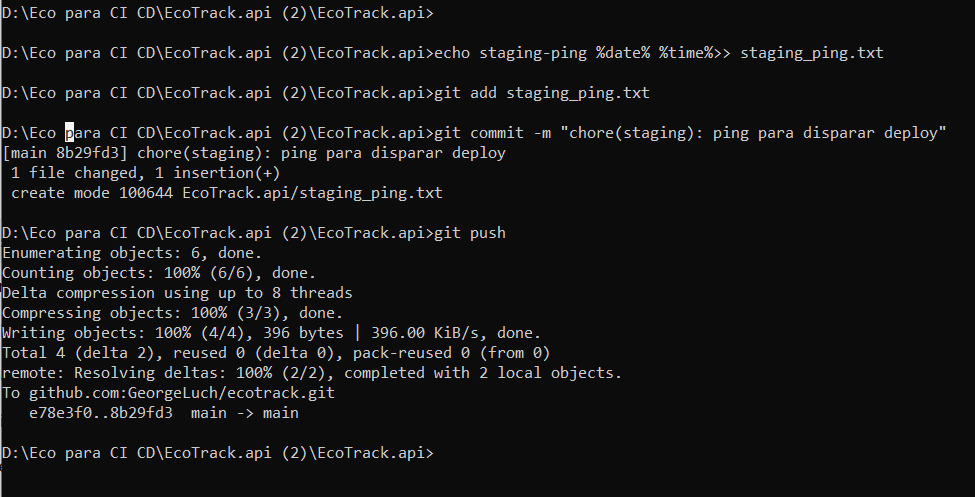 D:\Eco para CI CD\EcoTrack.api (2)\EcoTrack.api>
D:\Eco para CI CD\EcoTrack.api (2)\EcoTrack.api>echo staging-ping %date% %time%>> staging_ping.txt
D:\Eco para CI CD\EcoTrack.api (2)\EcoTrack.api>git add staging_ping.txt
D:\Eco para CI CD\EcoTrack.api (2)\EcoTrack.api>git commit -m "chore(staging): ping para disparar deploy"
[main 8b29fd3] chore(staging): ping para disparar deploy
 1 file changed, 1 insertion(+)
 create mode 100644 EcoTrack.api/staging_ping.txt
D:\Eco para CI CD\EcoTrack.api (2)\EcoTrack.api>git push
Enumerating objects: 6, done.
Counting objects: 100% (6/6), done.
Delta compression using up to 8 threads
Compressing objects: 100% (3/3), done.
Writing objects: 100% (4/4), 396 bytes | 396.00 KiB/s, done.
Total 4 (delta 2), reused 0 (delta 0), pack-reused 0 (from 0)
remote: Resolving deltas: 100% (2/2), completed with 2 local objects.
To github.com:GeorgeLuch/ecotrack.git
   e78e3f0..8b29fd3  main -> main
D:\Eco para CI CD\EcoTrack.api (2)\EcoTrack.api>